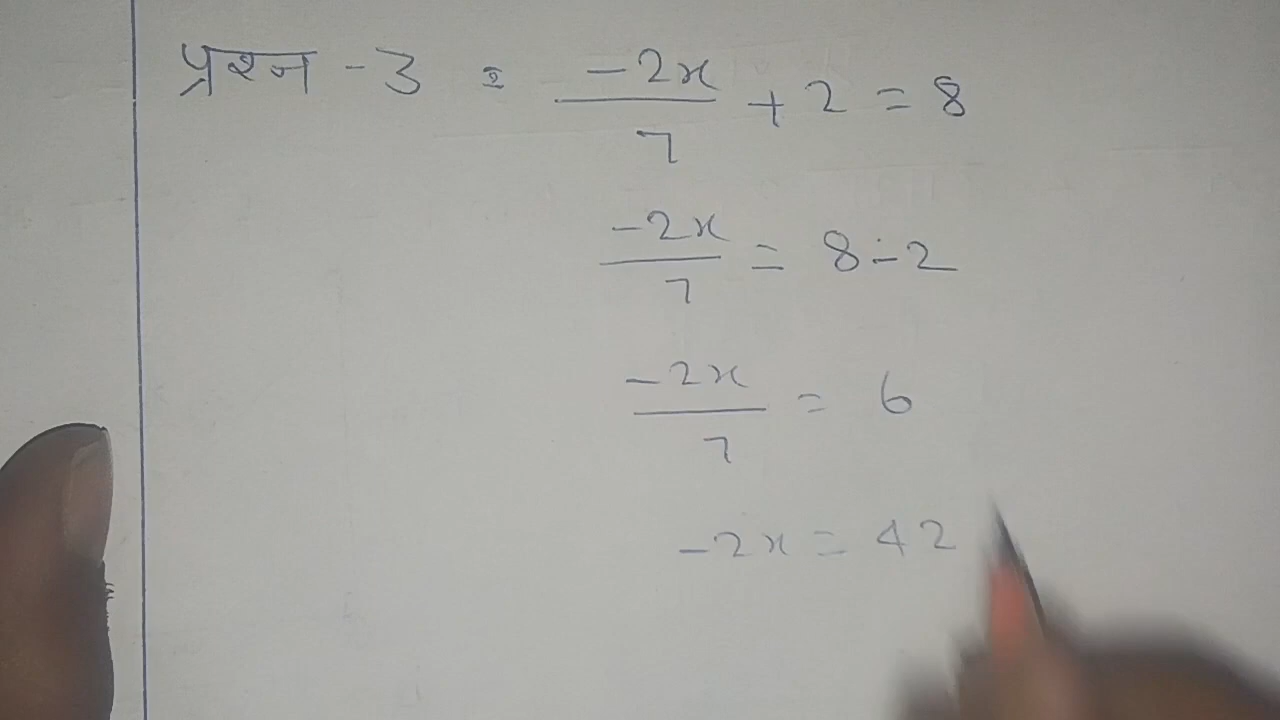 प्रश्न - 3 = -2x/7 + 2 = 8
-2x/7 = 8 - 2
-2x/7 = 6
-2x = 42